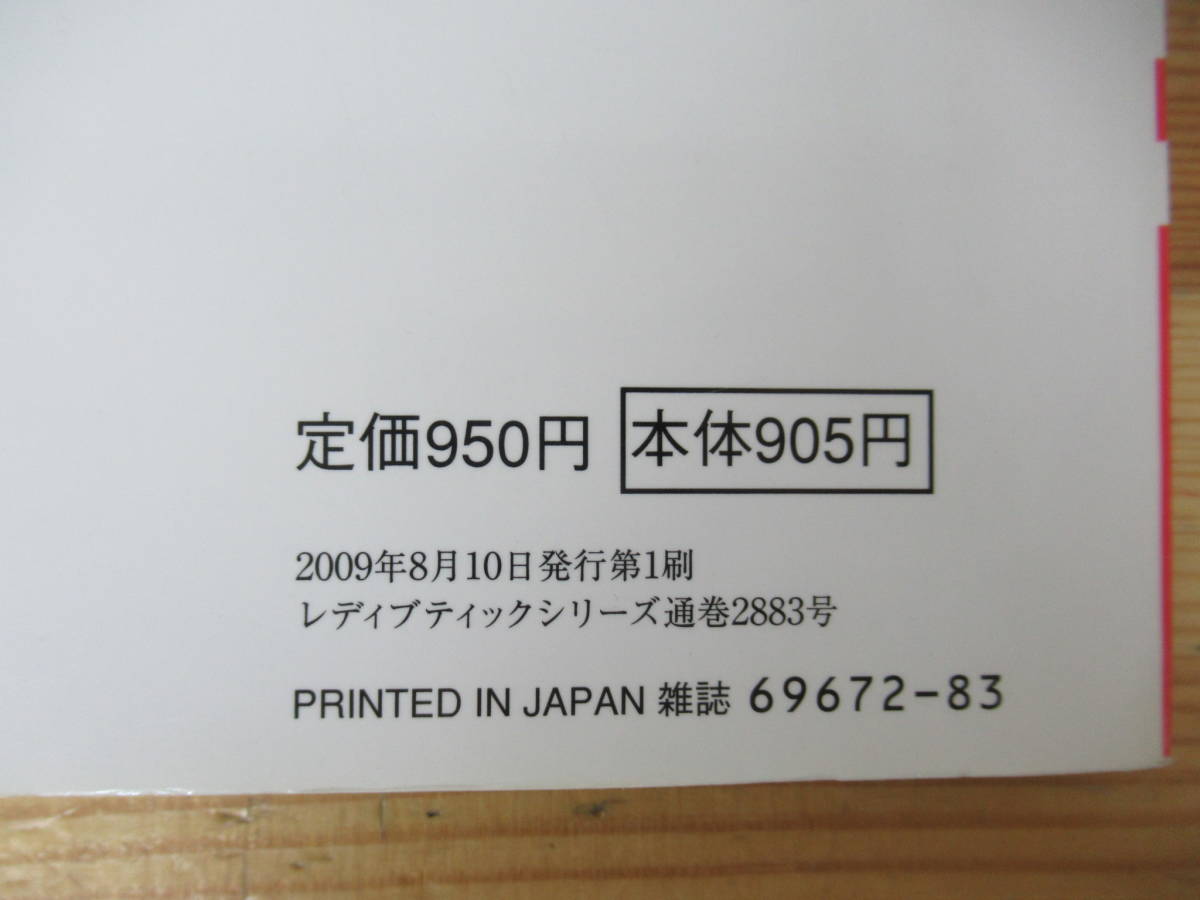 定価950円 本体905円
2009年8月10日発行第1刷
レディブティックシリーズ通巻2883号
PRINTED IN JAPAN 雑誌 69672-83